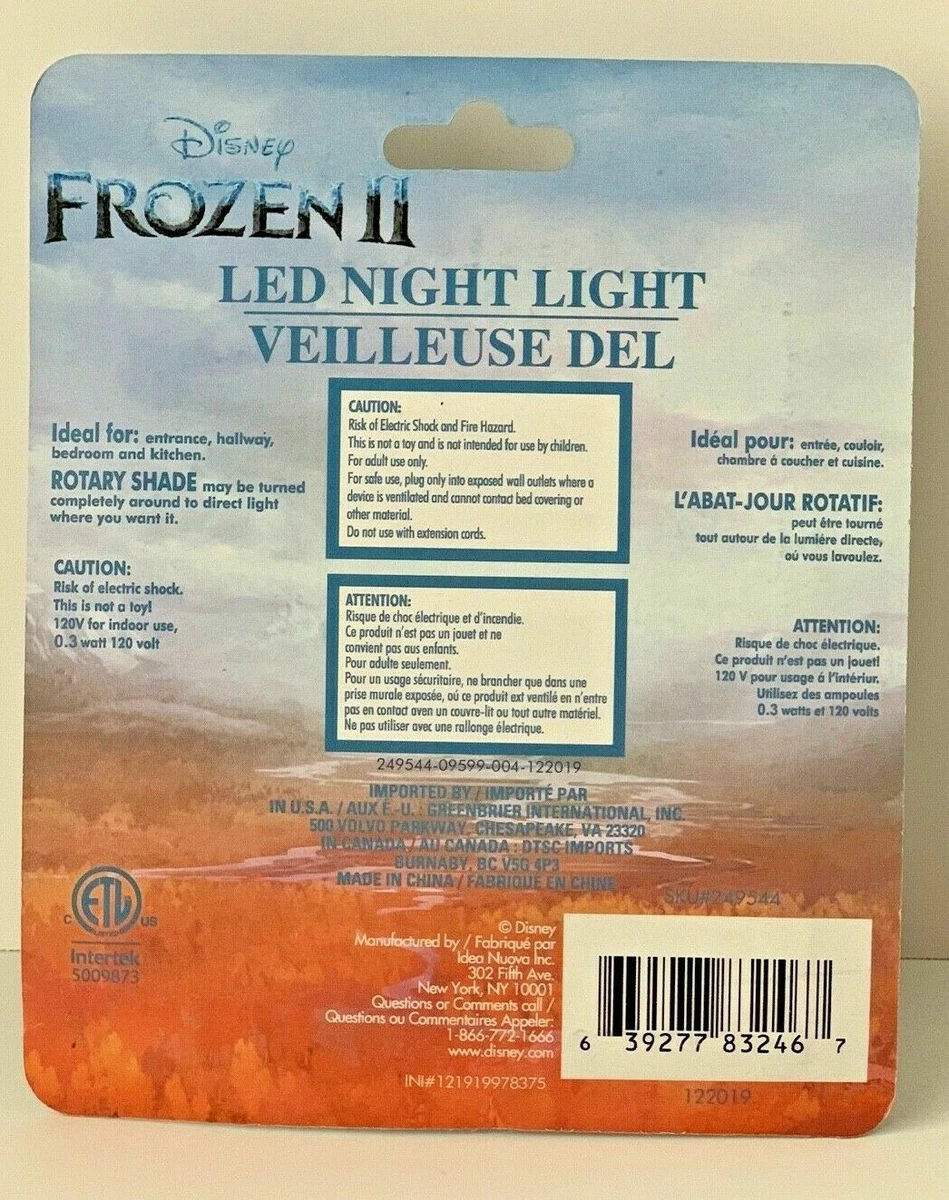 Disney
FROZEN II
LED NIGHT LIGHT
VEILLEUSE DEL
Ideal for: entrance, hallway,
bedroom and kitchen.
ROTARY SHADE may be turned
completely around to direct light
where you want it.
CAUTION:
Risk of electric shock.
This is not a toy!
120V for indoor use,
0.3 watt 120 volt
CAUTION:
Risk of Electric Shock and Fire Hazard.
This is not a toy and is not intended for use by children.
For adult use only.
For safe use, plug only into exposed wall outlets where a
device is ventilated and cannot contact bed covering or
other material.
Do not use with extension cords.
ATTENTION:
Risque de choc électrique et d'incendie.
Ce produit n'est pas un jouet et ne
convient pas aus enfants.
Pour adulte seulement.
Pour un usage sécuritaire, ne brancher que dans une
prise murale exposée, oú ce produit ext ventilé en n'entre
pas en contact aven un couvre-lit ou tout autre matériel.
Ne pas utiliser avec une rallonge électrique.
Idéal pour: entrée, couloir,
chambre á coucher et cuisine.
L'ABAT-JOUR ROTATIF:
peut être tourné
tout autour de la lumiére directe,
oú vous lavoulez.
ATTENTION:
Risque de choc électrique.
Ce produit n'est pas un jouet!
120 V pour usage á l'intériur.
Utilisez des ampoules
0.3 watts et 120 volts
249544-09599-004-122019
IMPORTED BY / IMPORTÉ PAR
IN U.S.A. / AUX É.-U. : GREENBRIER INTERNATIONAL, INC.
500 VOLVO PARKWAY, CHESAPEAKE, VA 23320
IN CANADA / AU CANADA : DTSC IMPORTS
BURNABY, BC V5G 4P3
MADE IN CHINA / FABRIQUÉ EN CHINE
C ETL US
LISTED
Intertek
5009873
© Disney
Manufactured by / Fabriqué par
Idea Nuova Inc.
302 Fifth Ave.
New York, NY 10001
Questions or Comments call /
Questions ou Commentaires Appeler:
1-866-772-1666
www.disney.com
INI#121919978375
SKU#249544
6 39277 83246 7
122019